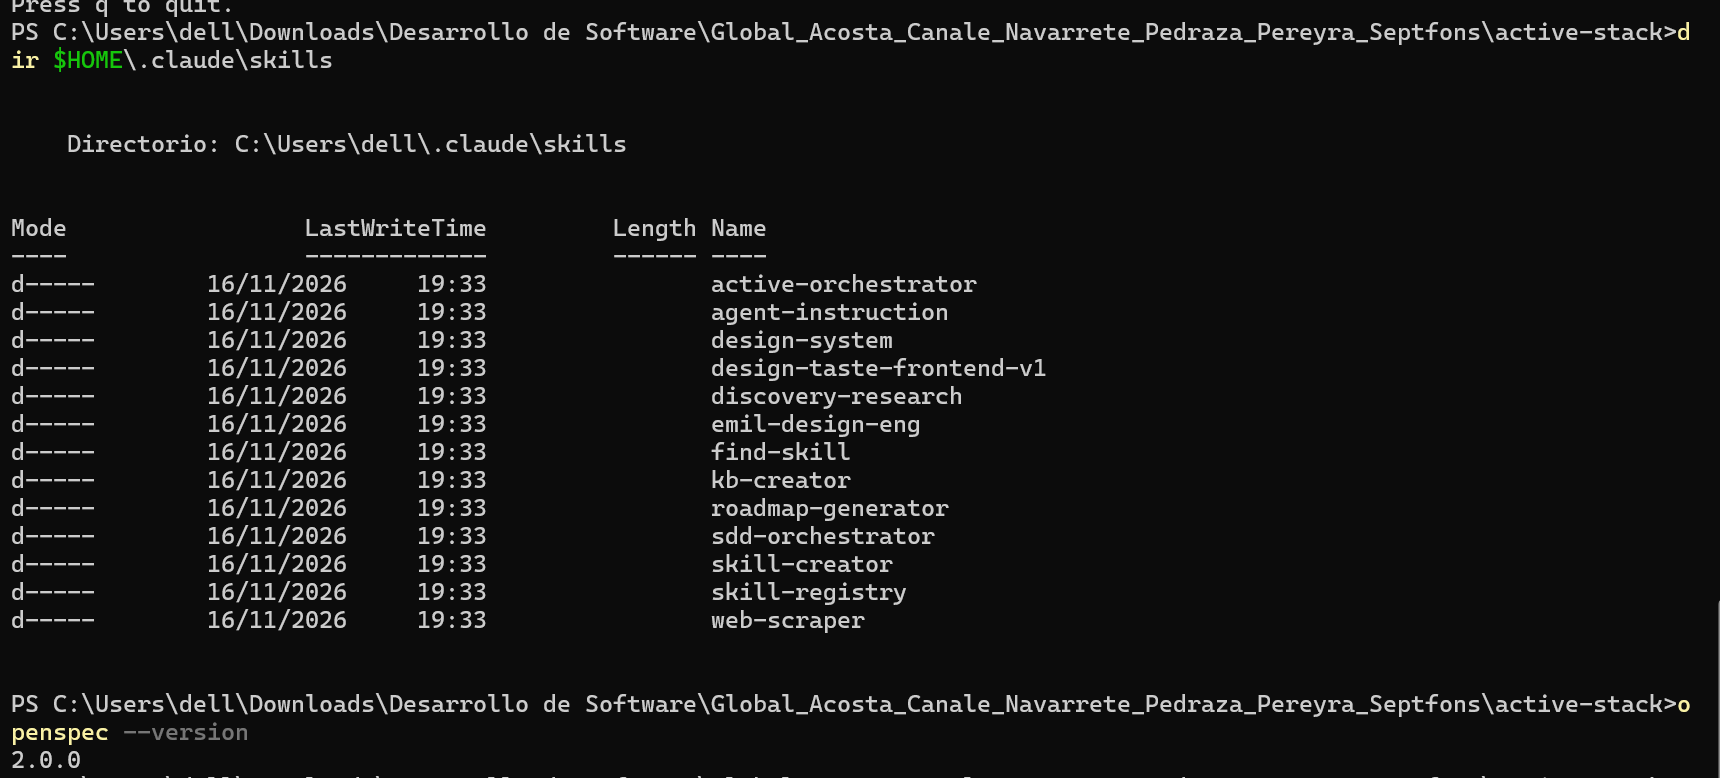 Press q to quit.
PS C:\Users\dell\Downloads\Desarrollo de Software\Global_Acosta_Canale_Navarrete_Pedraza_Pereyra_Septfons\active-stack>d
ir $HOME\.claude\skills
Directorio: C:\Users\dell\.claude\skills
Mode LastWriteTime Length Name
---- ------------- ------ ----
d----- 16/11/2026 19:33 active-orchestrator
d----- 16/11/2026 19:33 agent-instruction
d----- 16/11/2026 19:33 design-system
d----- 16/11/2026 19:33 design-taste-frontend-v1
d----- 16/11/2026 19:33 discovery-research
d----- 16/11/2026 19:33 emil-design-eng
d----- 16/11/2026 19:33 find-skill
d----- 16/11/2026 19:33 kb-creator
d----- 16/11/2026 19:33 roadmap-generator
d----- 16/11/2026 19:33 sdd-orchestrator
d----- 16/11/2026 19:33 skill-creator
d----- 16/11/2026 19:33 skill-registry
d----- 16/11/2026 19:33 web-scraper
PS C:\Users\dell\Downloads\Desarrollo de Software\Global_Acosta_Canale_Navarrete_Pedraza_Pereyra_Septfons\active-stack>o
penspec --version
2.0.0